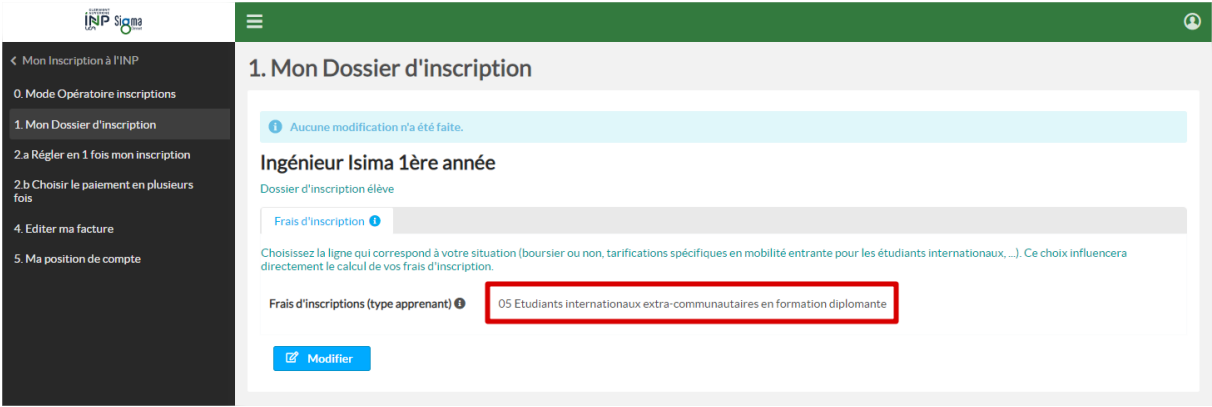 CLERMONT
AUVERGNE
INP Sigma
< Mon Inscription à l'INP
0. Mode Opératoire inscriptions
1. Mon Dossier d'inscription
2.a Régler en 1 fois mon inscription
2.b Choisir le paiement en plusieurs
fois
4. Editer ma facture
5. Ma position de compte
1. Mon Dossier d'inscription
Aucune modification n'a été faite.
Ingénieur Isima 1ère année
Dossier d'inscription élève
Frais d'inscription
Choisissez la ligne qui correspond à votre situation (boursier ou non, tarifications spécifiques en mobilité entrante pour les étudiants internationaux, ...). Ce choix influencera
directement le calcul de vos frais d'inscription.
Frais d'inscriptions (type apprenant) 05 Etudiants internationaux extra-communautaires en formation diplomante
Modifier